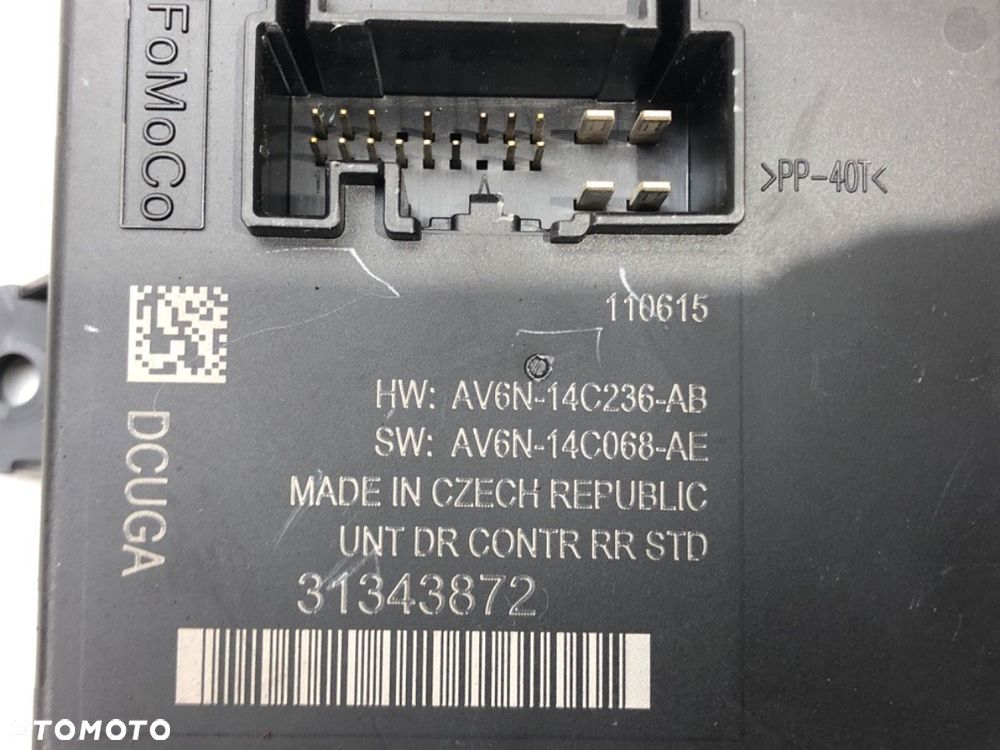 FoMoCo
>PP-40T<
110615
HW: AV6N-14C236-AB
SW: AV6N-14C068-AE
DCUGA
MADE IN CZECH REPUBLIC
UNT DR CONTR RR STD
31343872
OTOMOTO